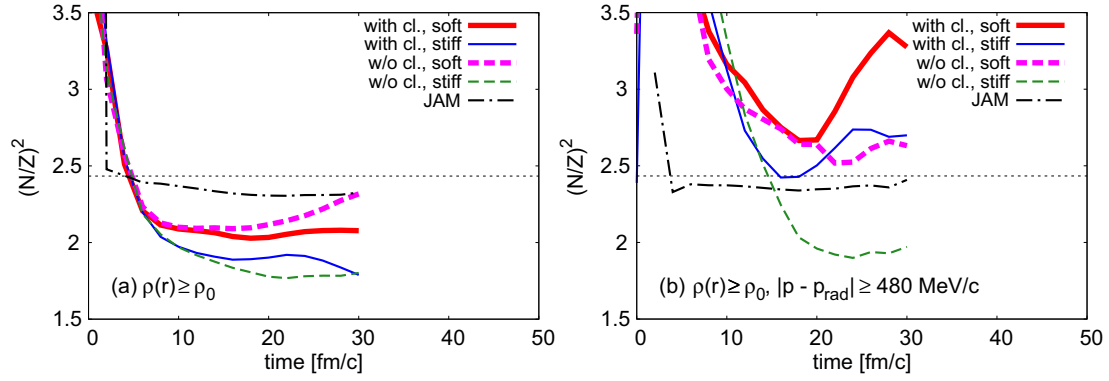 3.5
3
2.5
2
1.5
(N/Z)²
0 10 20 30 40 50
time [fm/c]
with cl., soft
with cl., stiff
w/o cl., soft
w/o cl., stiff
JAM
(a) ρ(r) ≥ ρ₀
3.5
3
2.5
2
1.5
(N/Z)²
0 10 20 30 40 50
time [fm/c]
with cl., soft
with cl., stiff
w/o cl., soft
w/o cl., stiff
JAM
(b) ρ(r) ≥ ρ₀, |p - p_rad| ≥ 480 MeV/c